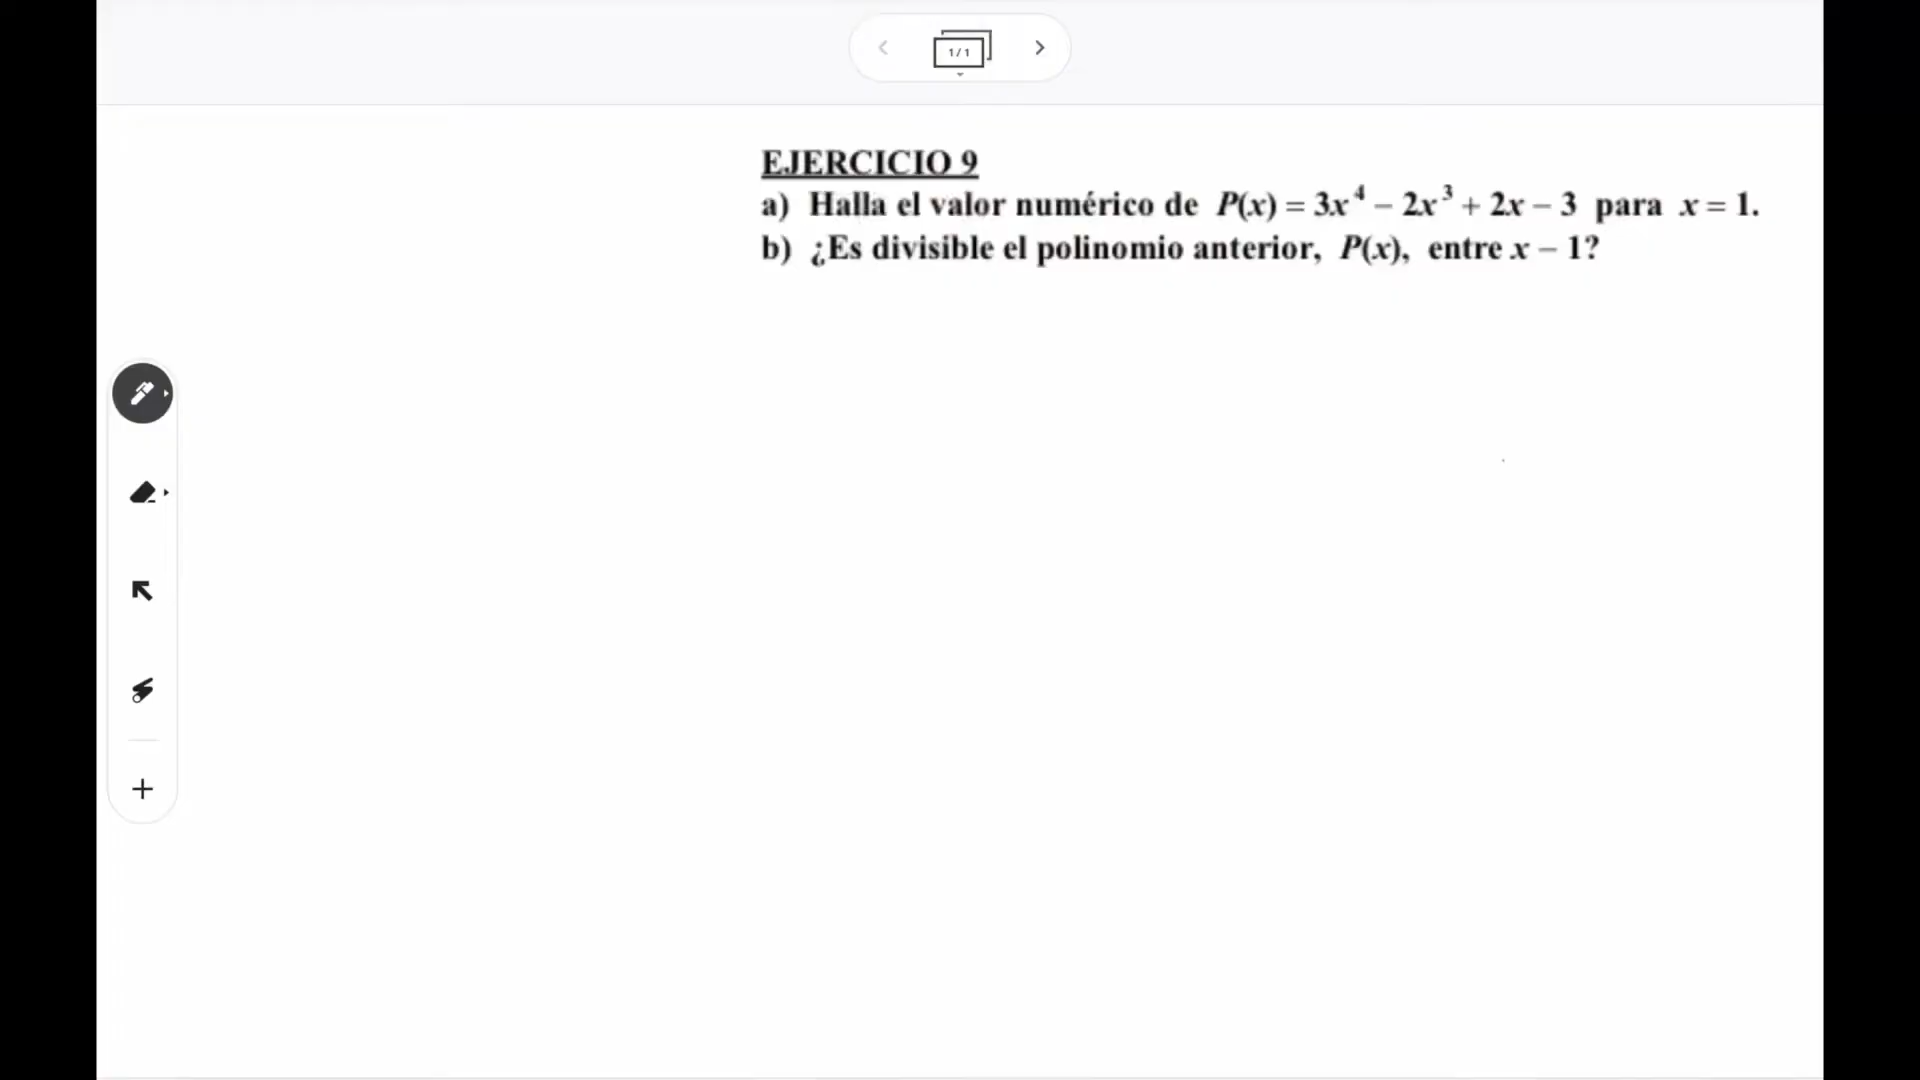 1/1
EJERCICIO 9
a) Halla el valor numérico de P(x) = 3x⁴ − 2x³ + 2x − 3 para x = 1.
b) ¿Es divisible el polinomio anterior, P(x), entre x − 1?